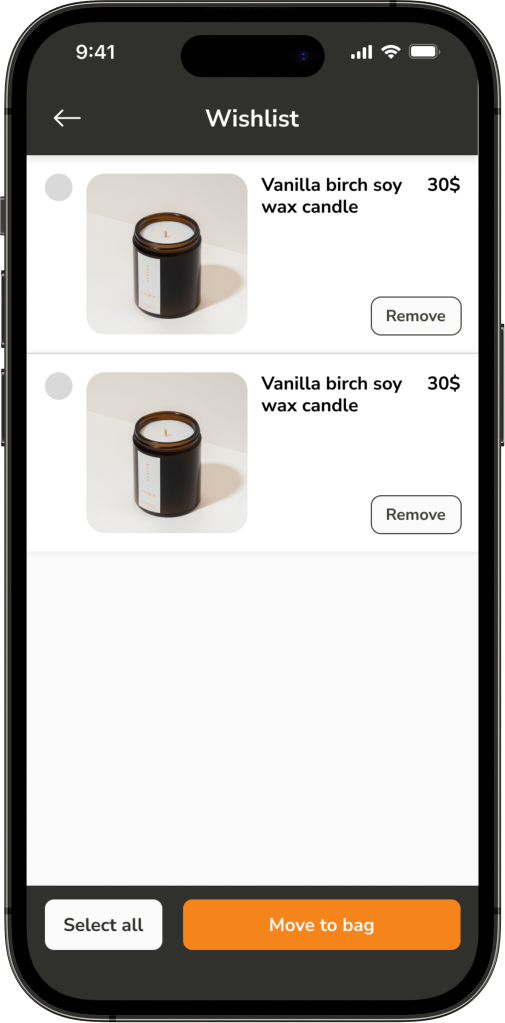 9:41
Wishlist
Vanilla birch soy 30$
wax candle
Remove
Vanilla birch soy 30$
wax candle
Remove
Select all
Move to bag